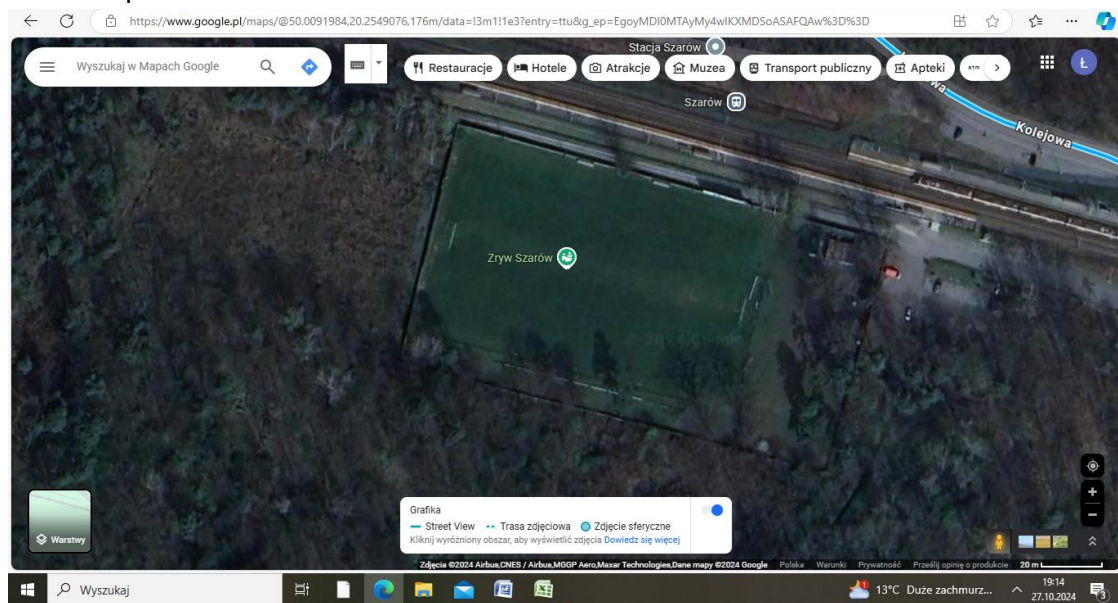 https://www.google.pl/maps/@50.0091984,20.2549076,176m/data=!3m1!1e3?entry=ttu&g_ep=EgoyMDI0MTAyMy4wIKXMDSoASAFQAw%3D%3D
Wyszukaj w Mapach Google
Restauracje
Hotele
Atrakcje
Muzea
Transport publiczny
Apteki
Ł
Stacja Szarów
Szarów
Kolejowa
Zryw Szarów
© 2024 Google
Warstwy
Grafika
Street View Trasa zdjęciowa Zdjęcie sferyczne
Kliknij wyróżniony obszar, aby wyświetlić zdjęcia Dowiedz się więcej
Zdjęcia ©2024 Airbus,CNES / Airbus,MGGP Aero,Maxar Technologies,Dane mapy ©2024 Google Polska Warunki Prywatność Prześlij opinię o produkcie 20 m
Wyszukaj
13°C Duże zachmurz...
19:14
27.10.2024
3